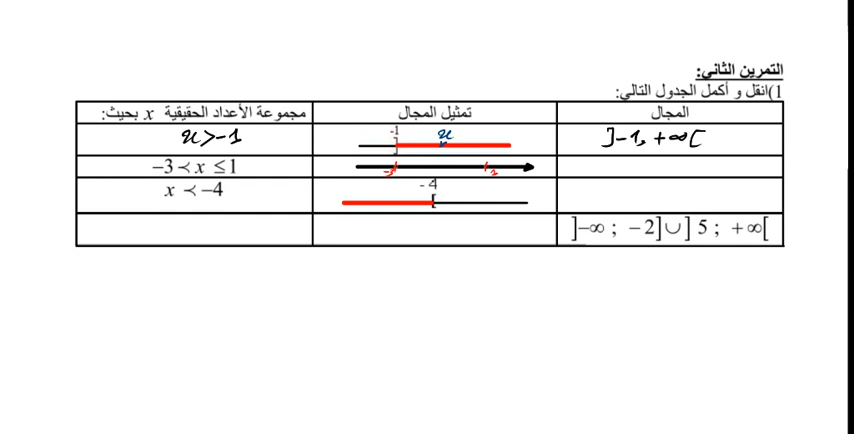 التمرين الثاني:
1)انقل و أكمل الجدول التالي:
المجال تمثيل المجال مجموعة الأعداد الحقيقية x بحيث:
]-1, +∞[ -1 ] x x>-1
-3 1 -3 ≺ x ≤ 1
-4 [ x ≺ -4
]-∞ ; -2]∪] 5 ; +∞[